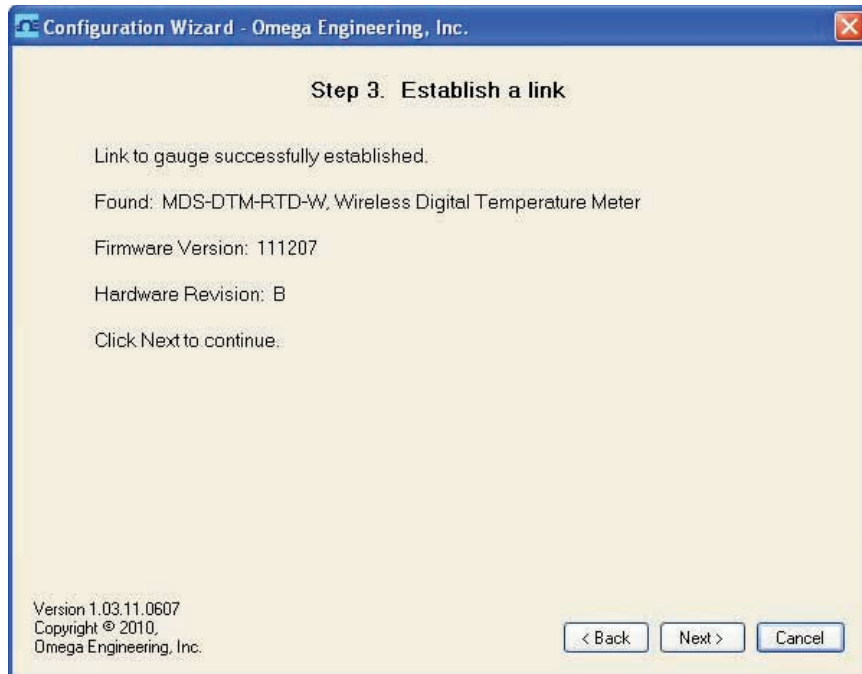 Configuration Wizard - Omega Engineering, Inc.
Step 3. Establish a link
Link to gauge successfully established.
Found: MDS-DTM-RTD-W, Wireless Digital Temperature Meter
Firmware Version: 111207
Hardware Revision: B
Click Next to continue.
Version 1.03.11.0607
Copyright © 2010,
Omega Engineering, Inc.
< Back Next > Cancel